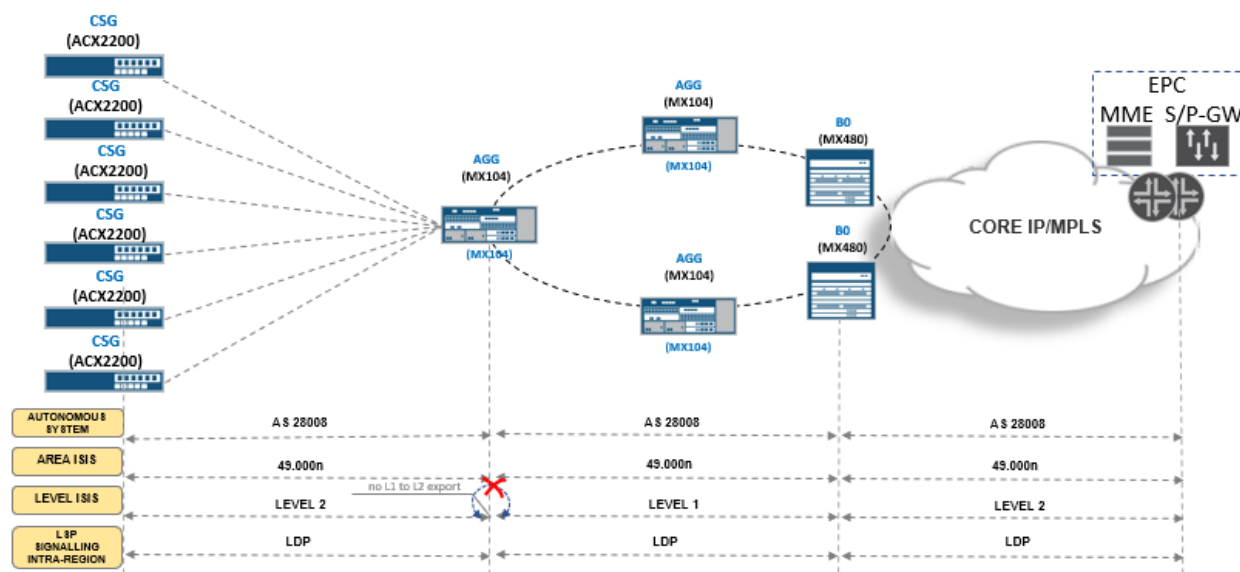 CSG
(ACX2200)
CSG
(ACX2200)
CSG
(ACX2200)
CSG
(ACX2200)
CSG
(ACX2200)
CSG
(ACX2200)
AGG
(MX104)
(MX104)
AGG
(MX104)
(MX104)
AGG
(MX104)
(MX104)
B0
(MX480)
B0
(MX480)
EPC
MME S/P-GW
CORE IP/MPLS
AUTONOMOUS
SYSTEM
AS 28008
AS 28008
AS 28008
AREA ISIS
49.000n
49.000n
49.000n
no L1 to L2 export
LEVEL ISIS
LEVEL 2
LEVEL 1
LEVEL 2
LSP
SIGNALLING
INTRA-REGION
LDP
LDP
LDP